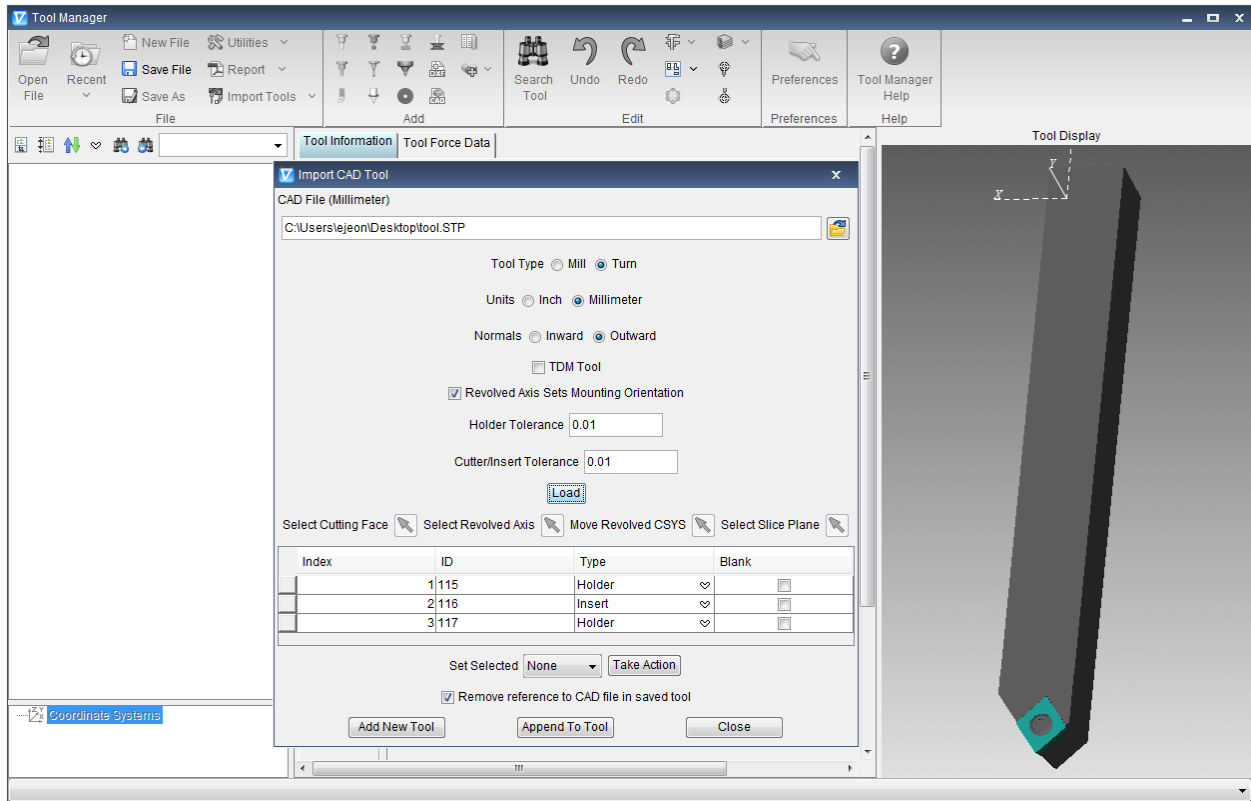 Tool Manager
Open File
Recent
New File
Save File
Save As
Utilities
Report
Import Tools
File
Add
Search Tool
Undo
Redo
Edit
Preferences
Preferences
Tool Manager Help
Help
Tool Information
Tool Force Data
Tool Display
Y
X
Import CAD Tool
CAD File (Millimeter)
C:\Users\ejeon\Desktop\tool.STP
Tool Type Mill Turn
Units Inch Millimeter
Normals Inward Outward
TDM Tool
Revolved Axis Sets Mounting Orientation
Holder Tolerance 0.01
Cutter/Insert Tolerance 0.01
Load
Select Cutting Face Select Revolved Axis Move Revolved CSYS Select Slice Plane
Index ID Type Blank
1 115 Holder
2 116 Insert
3 117 Holder
Set Selected None Take Action
Remove reference to CAD file in saved tool
Add New Tool Append To Tool Close
Coordinate Systems